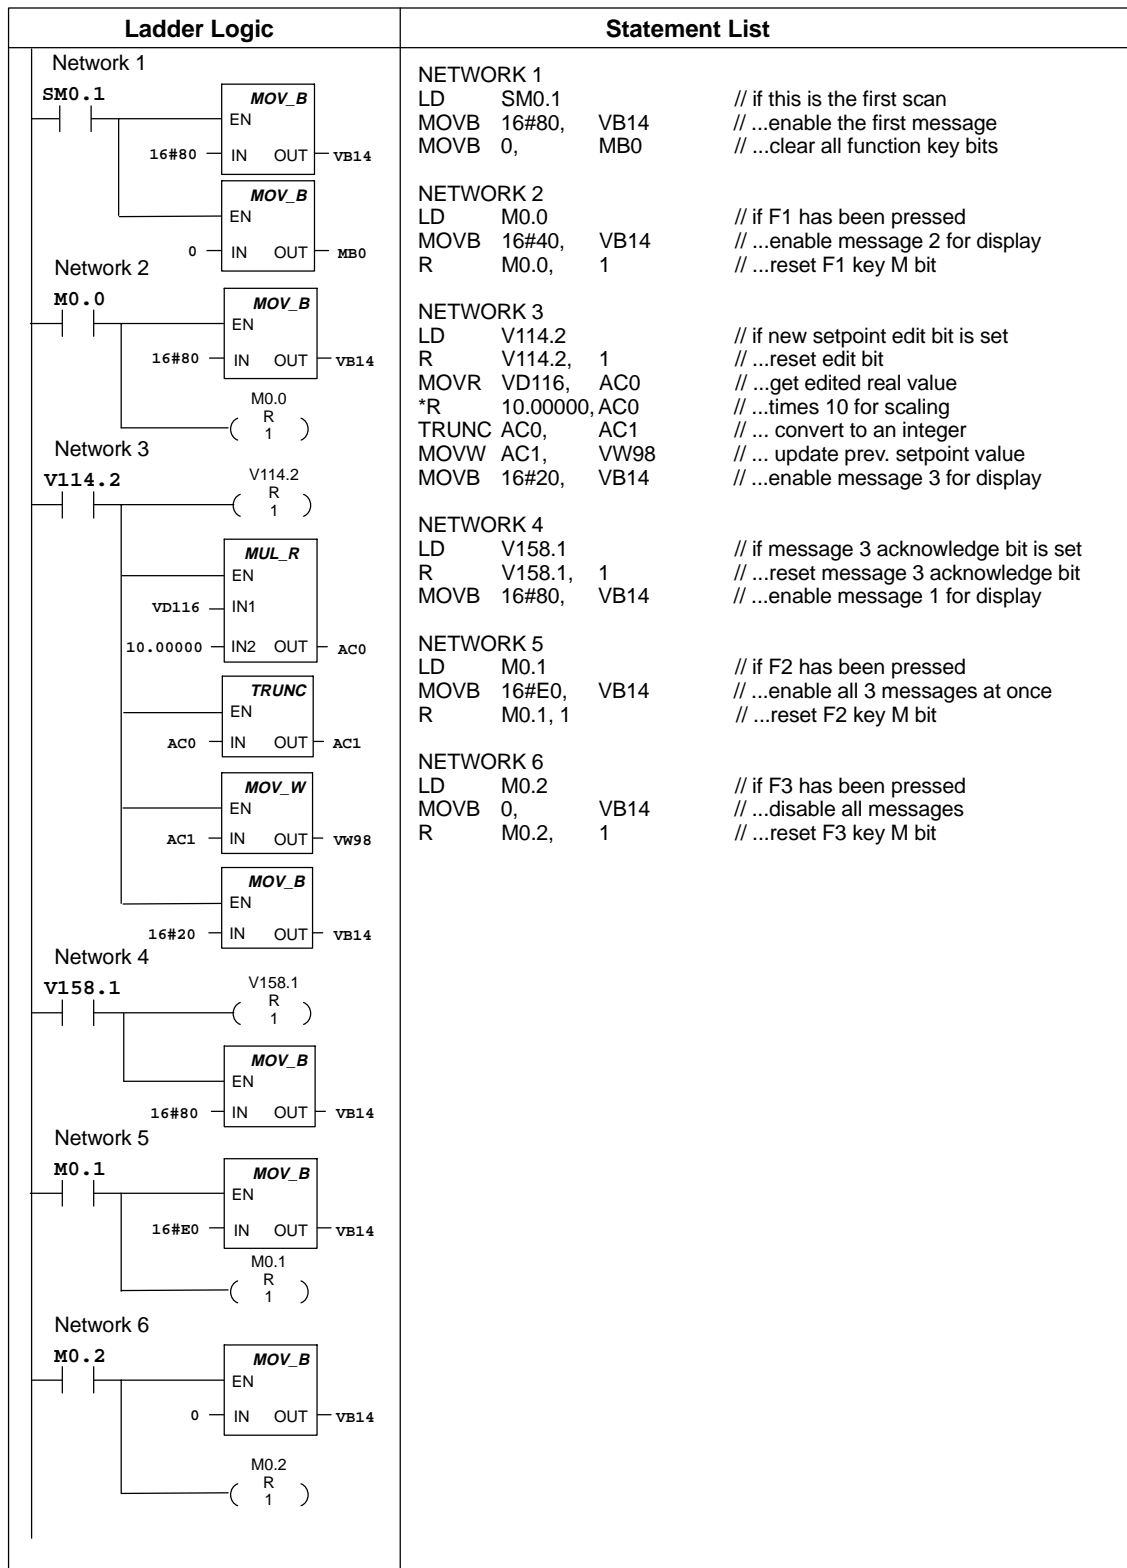 Ladder Logic
Network 1
SM0.1
MOV_B
EN
16#80 IN OUT VB14
MOV_B
EN
0 IN OUT MB0
Network 2
M0.0
MOV_B
EN
16#80 IN OUT VB14
M0.0
R
1
Network 3
V114.2
V114.2
R
1
MUL_R
EN
VD116 IN1
10.00000 IN2 OUT AC0
TRUNC
EN
AC0 IN OUT AC1
MOV_W
EN
AC1 IN OUT VW98
MOV_B
EN
16#20 IN OUT VB14
Network 4
V158.1
V158.1
R
1
MOV_B
EN
16#80 IN OUT VB14
Network 5
M0.1
MOV_B
EN
16#E0 IN OUT VB14
M0.1
R
1
Network 6
M0.2
MOV_B
EN
0 IN OUT VB14
M0.2
R
1
Statement List
NETWORK 1
LD SM0.1 // if this is the first scan
MOVB 16#80, VB14 // ...enable the first message
MOVB 0, MB0 // ...clear all function key bits
NETWORK 2
LD M0.0 // if F1 has been pressed
MOVB 16#40, VB14 // ...enable message 2 for display
R M0.0, 1 // ...reset F1 key M bit
NETWORK 3
LD V114.2 // if new setpoint edit bit is set
R V114.2, 1 // ...reset edit bit
MOVR VD116, AC0 // ...get edited real value
*R 10.00000, AC0 // ...times 10 for scaling
TRUNC AC0, AC1 // ... convert to an integer
MOVW AC1, VW98 // ... update prev. setpoint value
MOVB 16#20, VB14 // ...enable message 3 for display
NETWORK 4
LD V158.1 // if message 3 acknowledge bit is set
R V158.1, 1 // ...reset message 3 acknowledge bit
MOVB 16#80, VB14 // ...enable message 1 for display
NETWORK 5
LD M0.1 // if F2 has been pressed
MOVB 16#E0, VB14 // ...enable all 3 messages at once
R M0.1, 1 // ...reset F2 key M bit
NETWORK 6
LD M0.2 // if F3 has been pressed
MOVB 0, VB14 // ...disable all messages
R M0.2, 1 // ...reset F3 key M bit